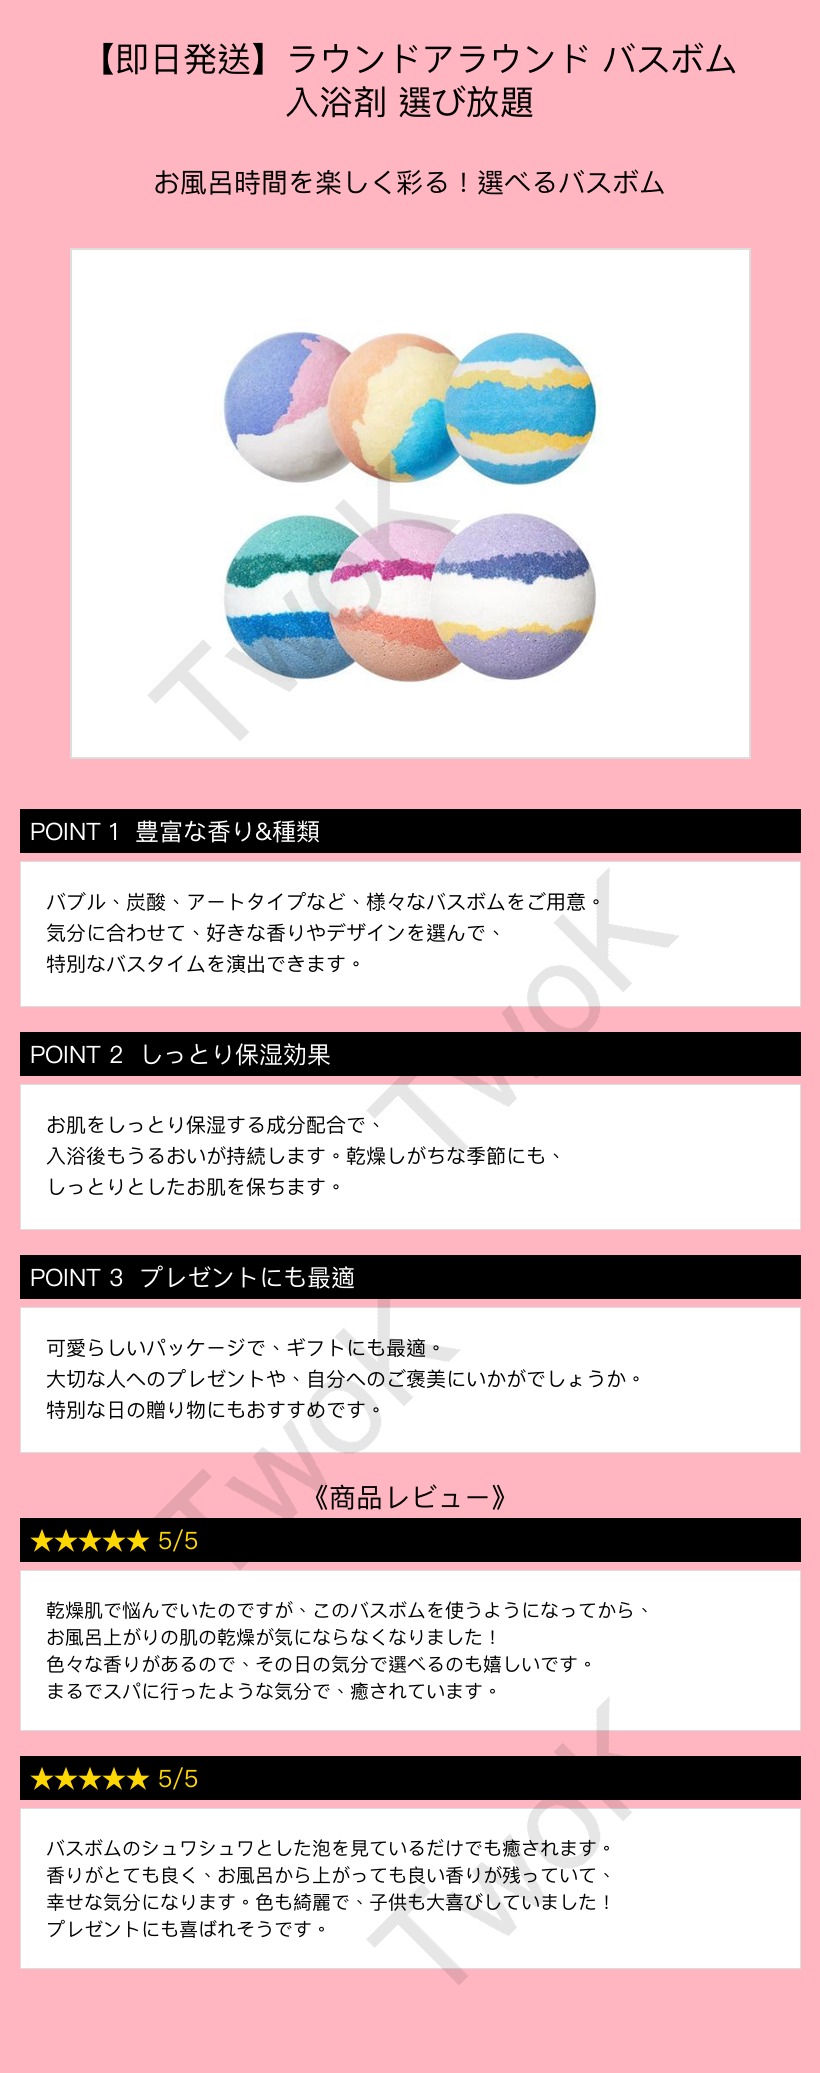 【即日発送】ラウンドアラウンド バスボム
入浴剤 選び放題
お風呂時間を楽しく彩る！選べるバスボム
TwoK
POINT 1 豊富な香り&種類
バブル、炭酸、アートタイプなど、様々なバスボムをご用意。
気分に合わせて、好きな香りやデザインを選んで、
特別なバスタイムを演出できます。
TwoK
POINT 2 しっとり保湿効果
お肌をしっとり保湿する成分配合で、
入浴後もうるおいが持続します。乾燥しがちな季節にも、
しっとりとしたお肌を保ちます。
POINT 3 プレゼントにも最適
可愛らしいパッケージで、ギフトにも最適。
大切な人へのプレゼントや、自分へのご褒美にいかがでしょうか。
特別な日の贈り物にもおすすめです。
TwoK
《商品レビュー》
★★★★★ 5/5
乾燥肌で悩んでいたのですが、このバスボムを使うようになってから、
お風呂上がりの肌の乾燥が気にならなくなりました！
色々な香りがあるので、その日の気分で選べるのも嬉しいです。
まるでスパに行ったような気分で、癒されています。
★★★★★ 5/5
バスボムのシュワシュワとした泡を見ているだけでも癒されます。
香りがとても良く、お風呂から上がっても良い香りが残っていて、
幸せな気分になります。色も綺麗で、子供も大喜びしていました！
プレゼントにも喜ばれそうです。
TwoK